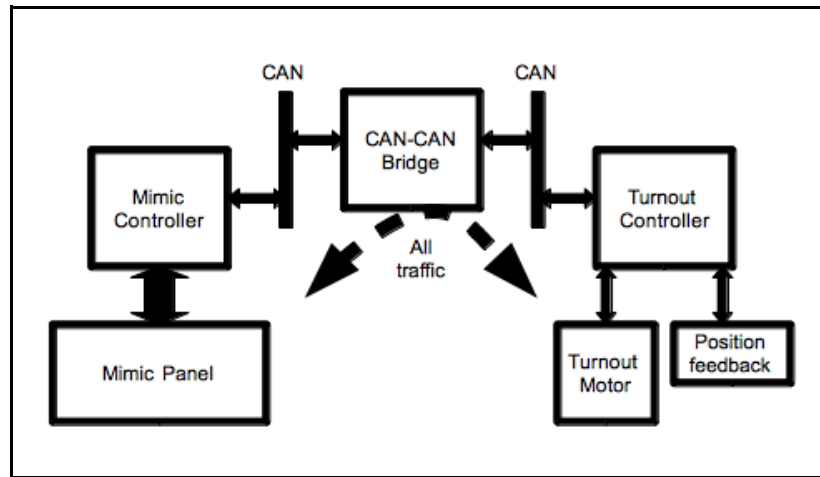 CAN
CAN
CAN-CAN
Bridge
Mimic
Controller
Turnout
Controller
All
traffic
Mimic Panel
Turnout
Motor
Position
feedback